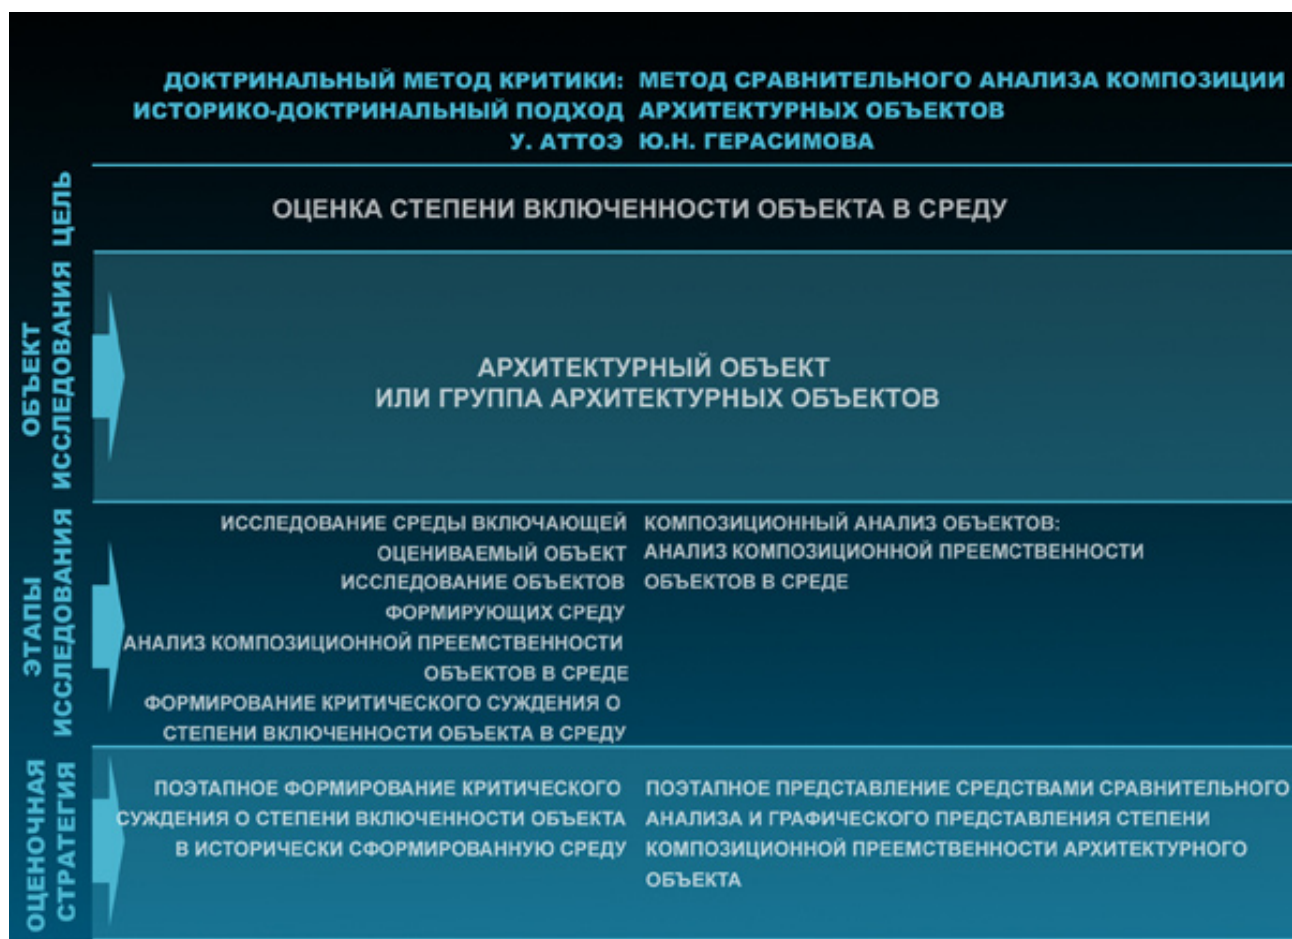 ДОКТРИНАЛЬНЫЙ МЕТОД КРИТИКИ:
ИСТОРИКО-ДОКТРИНАЛЬНЫЙ ПОДХОД
У. АТТОЭ
МЕТОД СРАВНИТЕЛЬНОГО АНАЛИЗА КОМПОЗИЦИИ
АРХИТЕКТУРНЫХ ОБЪЕКТОВ
Ю.Н. ГЕРАСИМОВА
ЦЕЛЬ
ОЦЕНКА СТЕПЕНИ ВКЛЮЧЕННОСТИ ОБЪЕКТА В СРЕДУ
ОБЪЕКТ
ИССЛЕДОВАНИЯ
АРХИТЕКТУРНЫЙ ОБЪЕКТ
ИЛИ ГРУППА АРХИТЕКТУРНЫХ ОБЪЕКТОВ
ЭТАПЫ
ИССЛЕДОВАНИЯ
ИССЛЕДОВАНИЕ СРЕДЫ ВКЛЮЧАЮЩЕЙ
ОЦЕНИВАЕМЫЙ ОБЪЕКТ
ИССЛЕДОВАНИЕ ОБЪЕКТОВ
ФОРМИРУЮЩИХ СРЕДУ
АНАЛИЗ КОМПОЗИЦИОННОЙ ПРЕЕМСТВЕННОСТИ
ОБЪЕКТОВ В СРЕДЕ
ФОРМИРОВАНИЕ КРИТИЧЕСКОГО СУЖДЕНИЯ О
СТЕПЕНИ ВКЛЮЧЕННОСТИ ОБЪЕКТА В СРЕДУ
КОМПОЗИЦИОННЫЙ АНАЛИЗ ОБЪЕКТОВ:
АНАЛИЗ КОМПОЗИЦИОННОЙ ПРЕЕМСТВЕННОСТИ
ОБЪЕКТОВ В СРЕДЕ
ОЦЕНОЧНАЯ
СТРАТЕГИЯ
ПОЭТАПНОЕ ФОРМИРОВАНИЕ КРИТИЧЕСКОГО
СУЖДЕНИЯ О СТЕПЕНИ ВКЛЮЧЕННОСТИ ОБЪЕКТА
В ИСТОРИЧЕСКИ СФОРМИРОВАННУЮ СРЕДУ
ПОЭТАПНОЕ ПРЕДСТАВЛЕНИЕ СРЕДСТВАМИ СРАВНИТЕЛЬНОГО
АНАЛИЗА И ГРАФИЧЕСКОГО ПРЕДСТАВЛЕНИЯ СТЕПЕНИ
КОМПОЗИЦИОННОЙ ПРЕЕМСТВЕННОСТИ АРХИТЕКТУРНОГО
ОБЪЕКТА